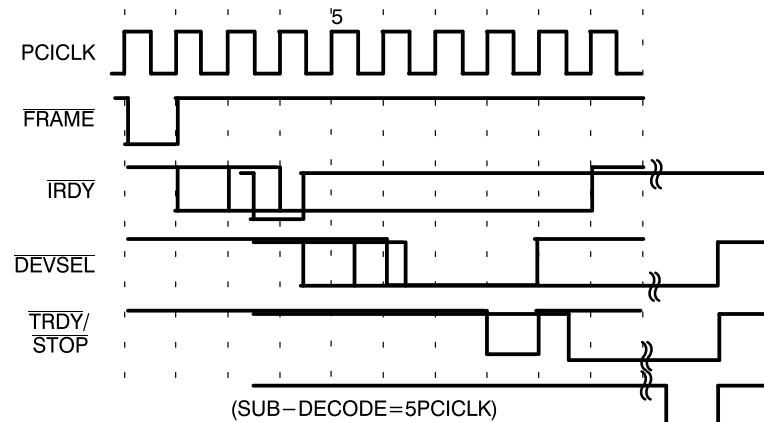 5
PCICLK
FRAME
IRDY
DEVSEL
TRDY/
STOP
(SUB−DECODE=5PCICLK)